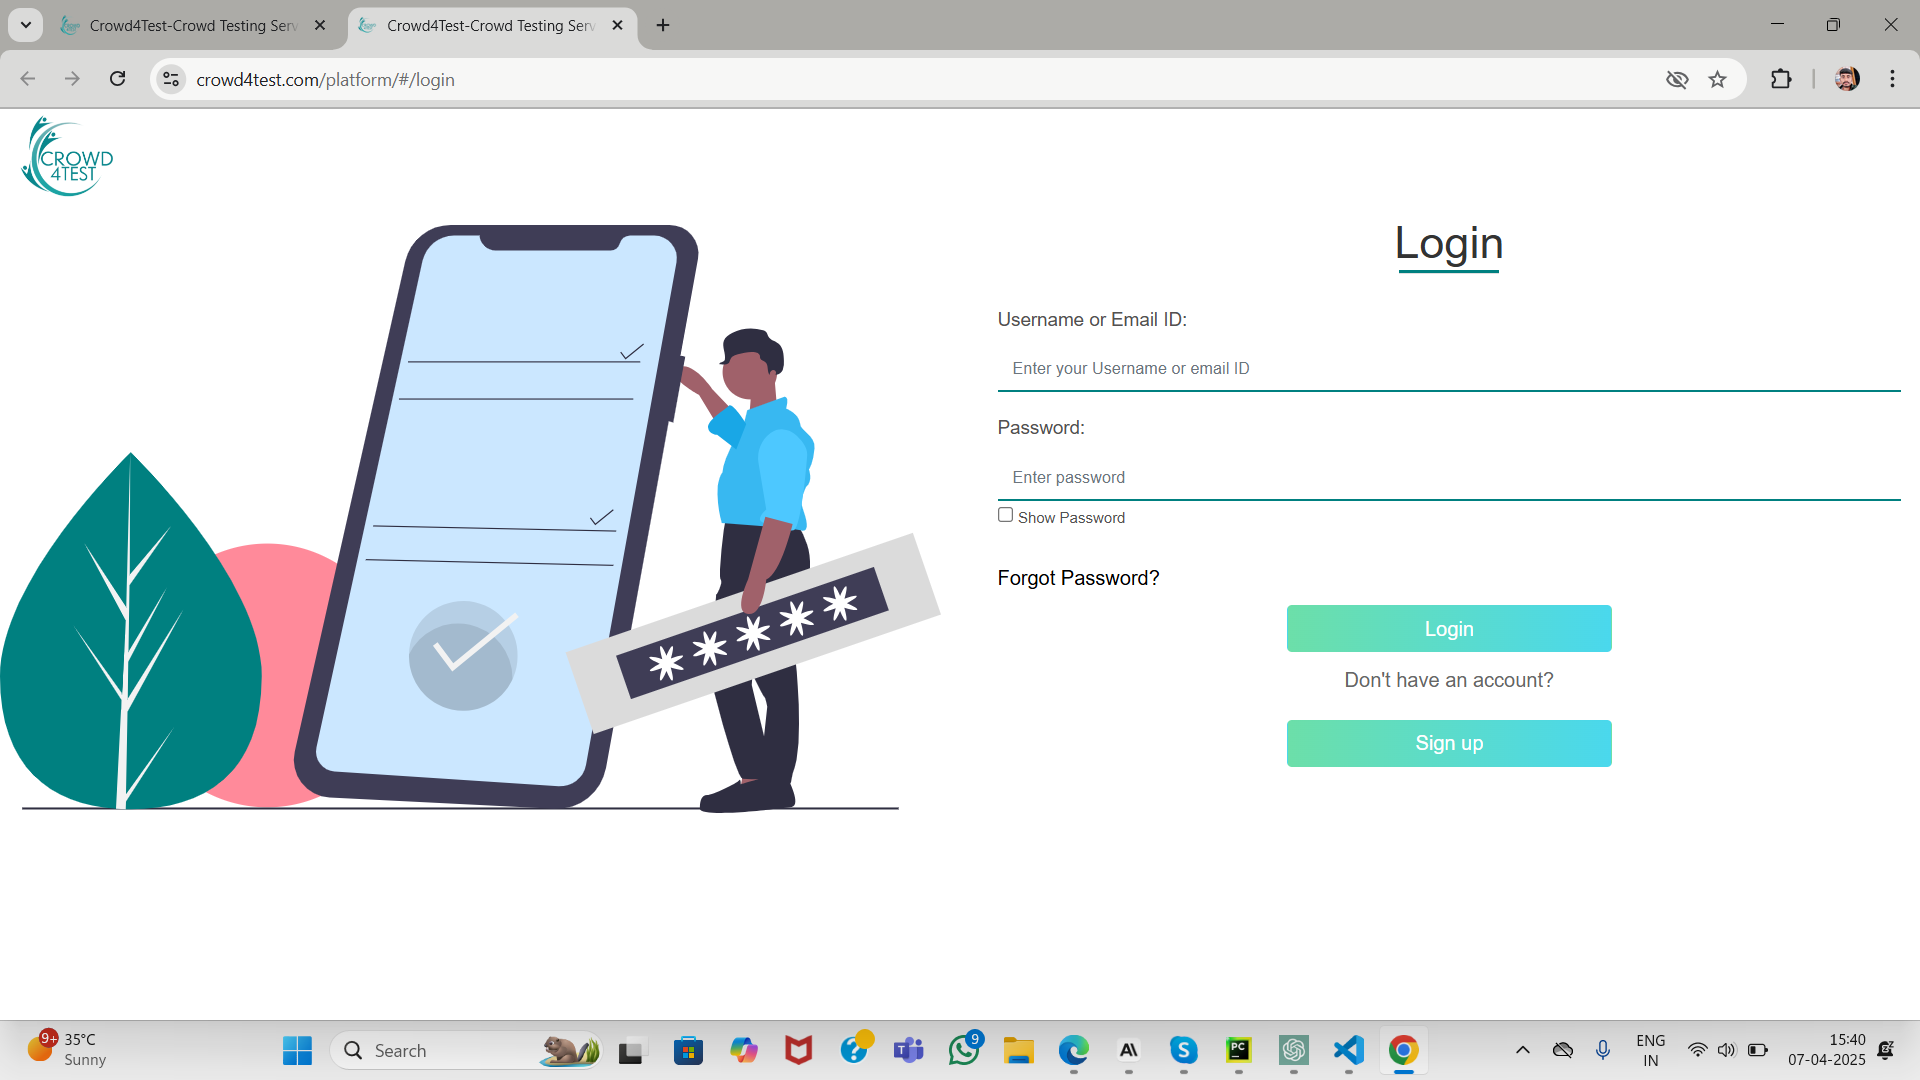 Crowd4Test-Crowd Testing Serv
Crowd4Test-Crowd Testing Serv
crowd4test.com/platform/#/login
CROWD
4TEST
Login
Username or Email ID:
Enter your Username or email ID
Password:
Enter password
Show Password
Forgot Password?
Login
Don't have an account?
Sign up
9+
35°C
Sunny
Search
9
PC
ENG
IN
15:40
07-04-2025